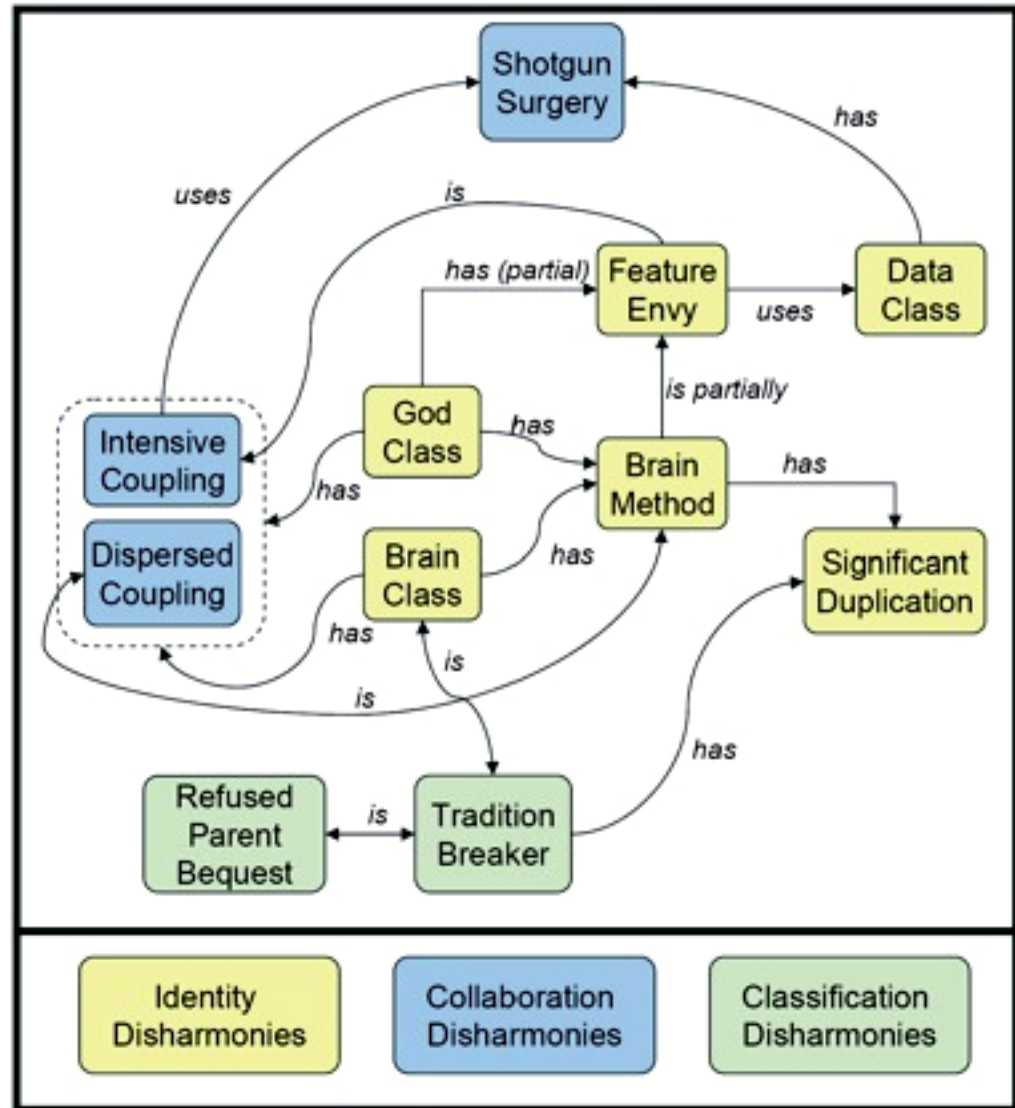 Shotgun
Surgery
has
uses
is
has (partial)
Feature
Envy
uses
Data
Class
is partially
God
Class
has
Intensive
Coupling
has
Brain
Method
has
Dispersed
Coupling
Brain
Class
has
Significant
Duplication
has
is
is
has
Refused
Parent
Bequest
is
Tradition
Breaker
Identity
Disharmonies
Collaboration
Disharmonies
Classification
Disharmonies